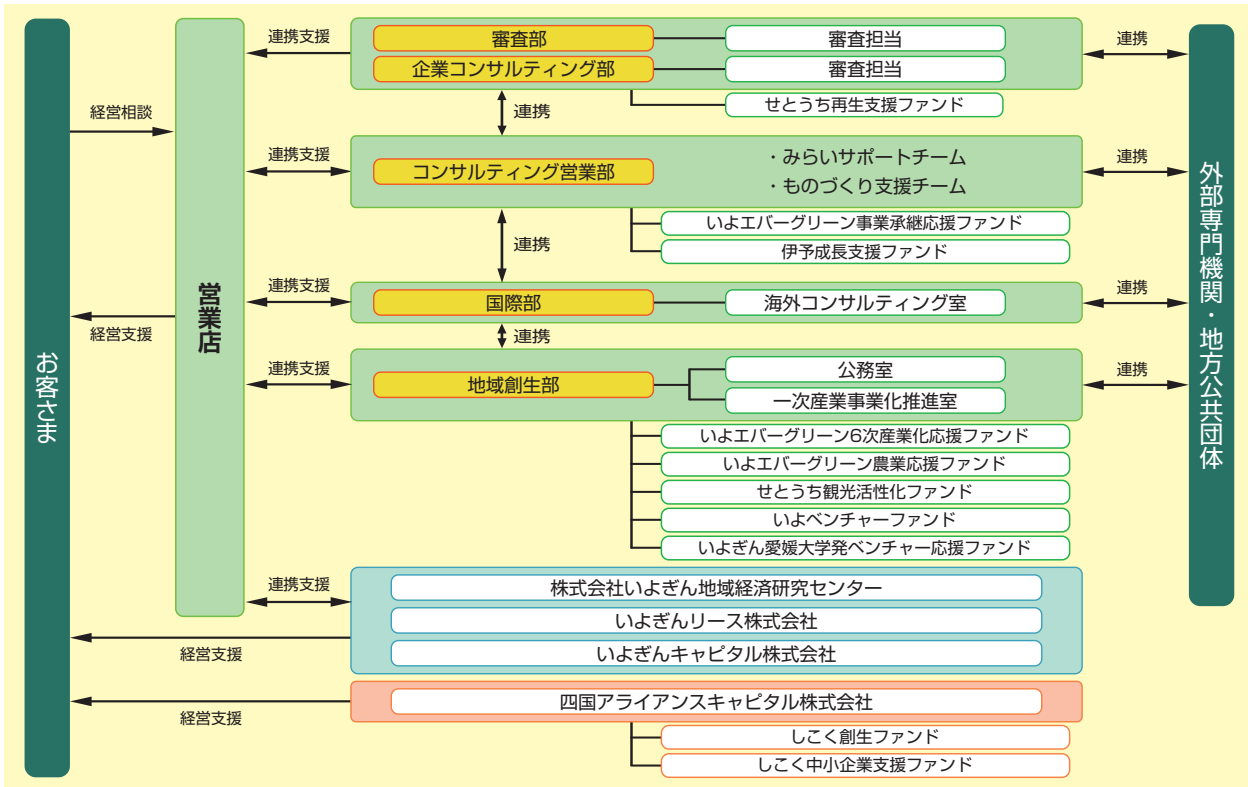 お客さま
経営相談
経営支援
営業店
連携支援
審査部
審査担当
企業コンサルティング部
審査担当
連携
せとうち再生支援ファンド
連携
連携支援
コンサルティング営業部
・みらいサポートチーム
・ものづくり支援チーム
連携
いよエバーグリーン事業承継応援ファンド
伊予成長支援ファンド
連携
連携支援
国際部
海外コンサルティング室
連携
連携
連携支援
地域創生部
公務室
一次産業事業化推進室
連携
いよエバーグリーン6次産業化応援ファンド
いよエバーグリーン農業応援ファンド
せとうち観光活性化ファンド
いよベンチャーファンド
いよぎん愛媛大学発ベンチャー応援ファンド
連携支援
株式会社いよぎん地域経済研究センター
いよぎんリース株式会社
いよぎんキャピタル株式会社
経営支援
四国アライアンスキャピタル株式会社
経営支援
しこく創生ファンド
しこく中小企業支援ファンド
外部専門機関・地方公共団体